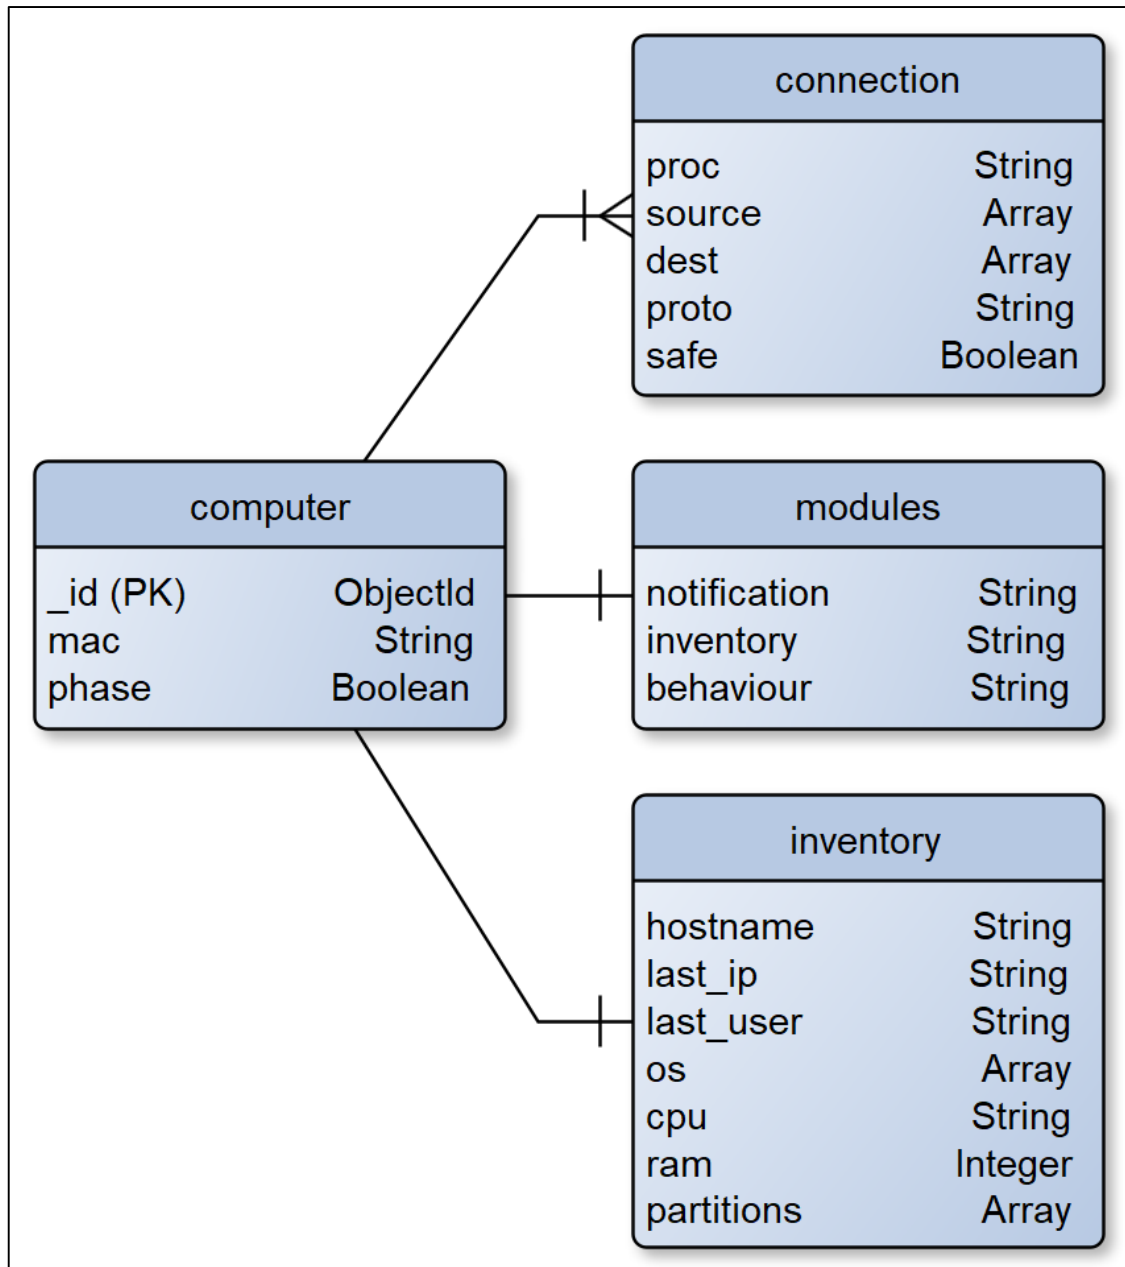 connection
proc String
source Array
dest Array
proto String
safe Boolean
computer
_id (PK) ObjectId
mac String
phase Boolean
modules
notification String
inventory String
behaviour String
inventory
hostname String
last_ip String
last_user String
os Array
cpu String
ram Integer
partitions Array